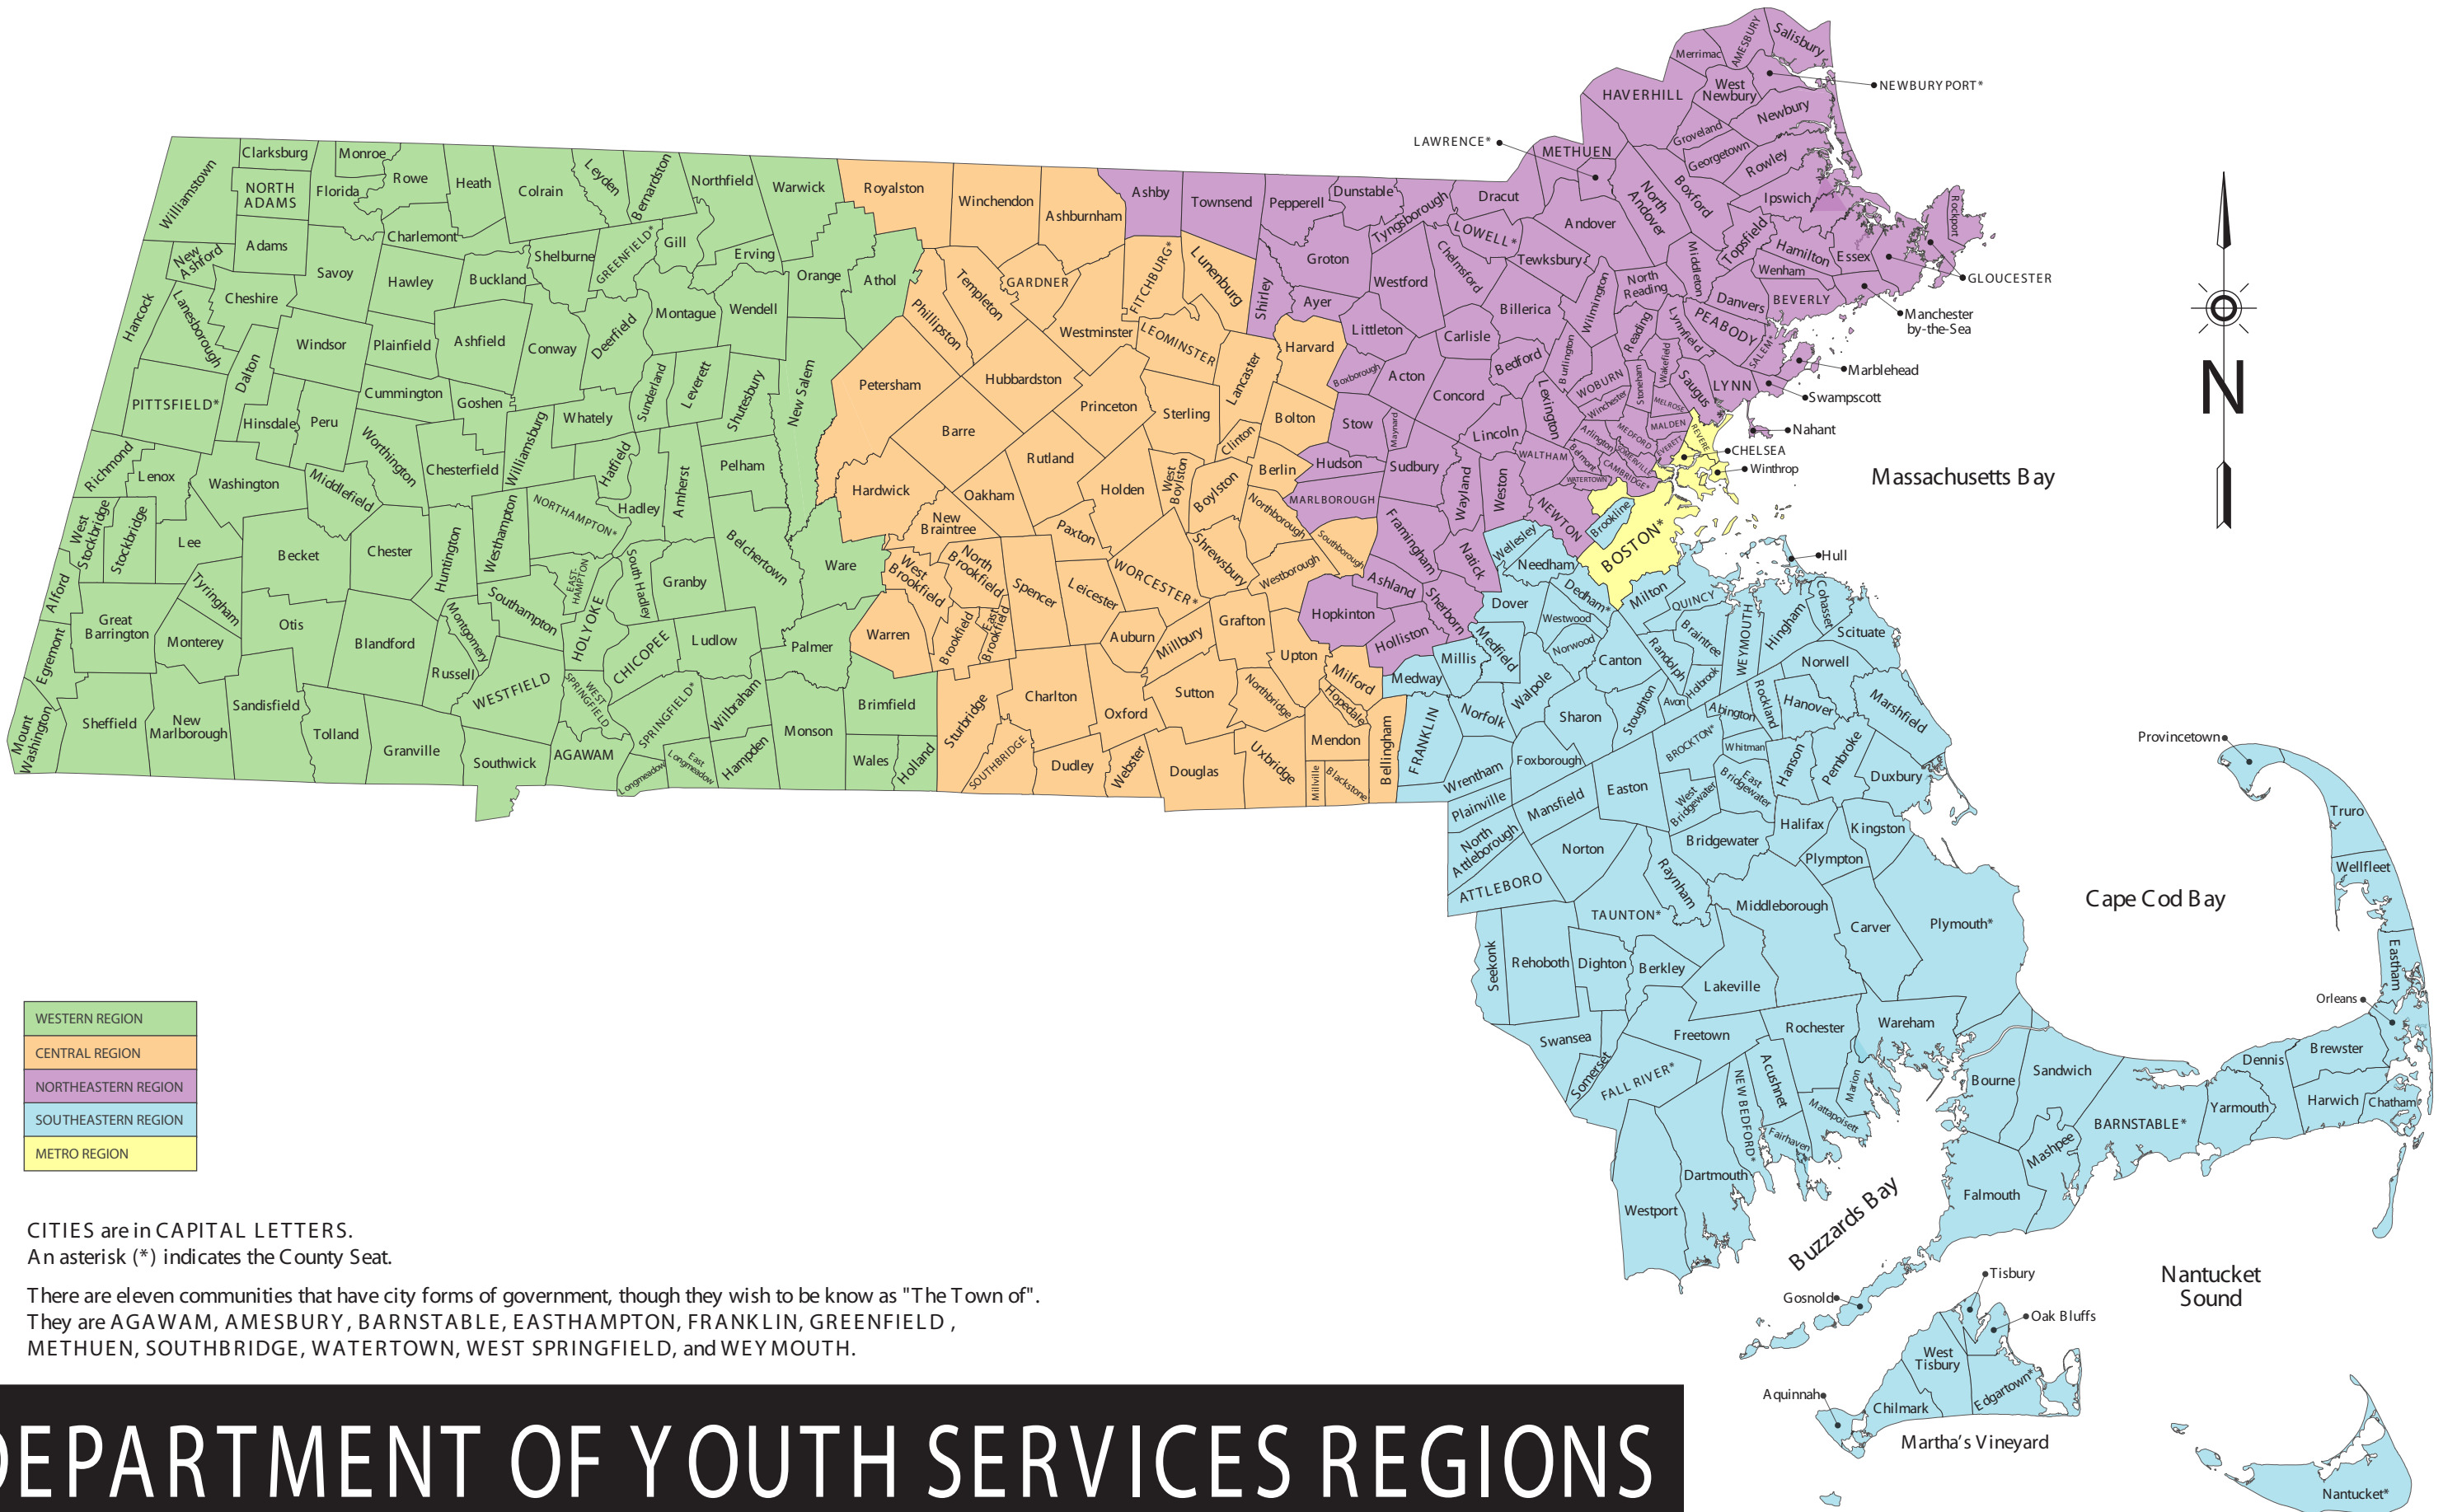 AMESBURY
Salisbury
Merrimac
NEWBURYPORT*
West
Newbury
HAVERHILL
Newbury
Groveland
LAWRENCE*
METHUEN
Georgetown
Rowley
Clarksburg
Monroe
Leyden
Bernardston
Williamstown
NORTH
ADAMS
Florida
Rowe
Heath
Colrain
Northfield
Warwick
Royalston
Winchendon
Ashburnham
Ashby
Townsend
Pepperell
Dunstable
Tyngsborough
Dracut
Andover
North
Andover
Boxford
Ipswich
Rockport
Adams
Charlemont
New
Ashford
Savoy
Shelburne
GREENFIELD*
Gill
Erving
LOWELL*
Topsfield
Hamilton
Essex
Wenham
GLOUCESTER
Hancock
Lanesborough
Cheshire
Hawley
Buckland
Orange
Athol
Phillipston
Templeton
GARDNER
FITCHBURG*
Lunenburg
Shirley
Groton
Ayer
Westford
Chelmsford
Tewksbury
Billerica
Wilmington
North
Reading
Middleton
Danvers
BEVERLY
Manchester
by-the-Sea
Dalton
Windsor
Plainfield
Ashfield
Conway
Deerfield
Montague
Wendell
Westminster
LEOMINSTER
Harvard
Littleton
Carlisle
Bedford
Burlington
Reading
Lynnfield
PEABODY
SALEM*
Marblehead
PITTSFIELD*
Hinsdale
Peru
Cummington
Goshen
Whately
Sunderland
Leverett
Shutesbury
New Salem
Petersham
Hubbardston
Princeton
Sterling
Lancaster
Bolton
Boxborough
Acton
Concord
Lexington
WOBURN
Stoneham
Wakefield
Saugus
LYNN
Swampscott
Winchester
MELROSE
Nahant
Richmond
Lenox
Washington
Middlefield
Worthington
Chesterfield
Williamsburg
Hatfield
Amherst
Pelham
Barre
Rutland
Clinton
Berlin
Stow
Maynard
Lincoln
Arlington
MEDFORD
MALDEN
REVERE
EVERETT
CHELSEA
Winthrop
Hudson
Sudbury
Wayland
Weston
WALTHAM
Belmont
SOMERVILLE
CAMBRIDGE*
WATERTOWN
Massachusetts Bay
N
West
Stockbridge
Stockbridge
Lee
Becket
Chester
Huntington
Westhampton
NORTHAMPTON*
Hadley
Belchertown
Ware
Hardwick
Oakham
Holden
West
Boylston
Boylston
MARLBOROUGH
Northborough
Southborough
Framingham
Natick
NEWTON
Brookline
BOSTON*
New
Braintree
Paxton
Shrewsbury
Westborough
Wellesley
Needham
Hull
Alford
Tyringham
Great
Barrington
Monterey
Otis
Blandford
Montgomery
Southampton
EAST-
HAMPTON
HOLYOKE
South Hadley
Granby
West
Brookfield
North
Brookfield
Spencer
Leicester
WORCESTER*
Hopkinton
Ashland
Sherborn
Holliston
Dover
Dedham*
Milton
QUINCY
WEYMOUTH
Hingham
Cohasset
Scituate
Westwood
Norwood
Braintree
Egremont
Russell
WESTFIELD
CHICOPEE
Ludlow
Palmer
Warren
Brookfield
East
Brookfield
Auburn
Millbury
Grafton
Upton
Milford
Medway
Millis
Medfield
Canton
Randolph
Holbrook
Norwell
Mount
Washington
Sheffield
New
Marlborough
Sandisfield
Tolland
Granville
Southwick
AGAWAM
WEST
SPRINGFIELD
SPRINGFIELD*
Longmeadow
East
Longmeadow
Wilbraham
Hampden
Monson
Brimfield
Wales
Holland
Sturbridge
SOUTHBRIDGE
Charlton
Dudley
Oxford
Webster
Sutton
Douglas
Northbridge
Uxbridge
Hopedale
Mendon
Millville
Blackstone
Bellingham
FRANKLIN
Norfolk
Walpole
Sharon
Stoughton
Avon
Abington
Rockland
Hanover
Marshfield
Wrentham
Foxborough
BROCKTON*
Whitman
Hanson
Pembroke
Duxbury
Plainville
Mansfield
Easton
West
Bridgewater
East
Bridgewater
North
Attleborough
Norton
Bridgewater
Halifax
Kingston
Plympton
ATTLEBORO
Raynham
TAUNTON*
Middleborough
Carver
Plymouth*
Seekonk
Rehoboth
Dighton
Berkley
Lakeville
Swansea
Somerset
Freetown
FALL RIVER*
Rochester
Wareham
Acushnet
NEW BEDFORD*
Marion
Mattapoisett
Fairhaven
Dartmouth
Westport
Provincetown
Truro
Wellfleet
Cape Cod Bay
Eastham
Orleans
Brewster
Dennis
Harwich
Chatham
Yarmouth
BARNSTABLE*
Sandwich
Bourne
Mashpee
Falmouth
Buzzards Bay
Nantucket
Sound
Gosnold
Tisbury
Oak Bluffs
West
Tisbury
Edgartown*
Chilmark
Aquinnah
Martha's Vineyard
Nantucket*
WESTERN REGION
CENTRAL REGION
NORTHEASTERN REGION
SOUTHEASTERN REGION
METRO REGION
CITIES are in CAPITAL LETTERS.
An asterisk (*) indicates the County Seat.
There are eleven communities that have city forms of government, though they wish to be know as "The Town of".
They are AGAWAM, AMESBURY, BARNSTABLE, EASTHAMPTON, FRANKLIN, GREENFIELD ,
METHUEN, SOUTHBRIDGE, WATERTOWN, WEST SPRINGFIELD, and WEYMOUTH.
DEPARTMENT OF YOUTH SERVICES REGIONS